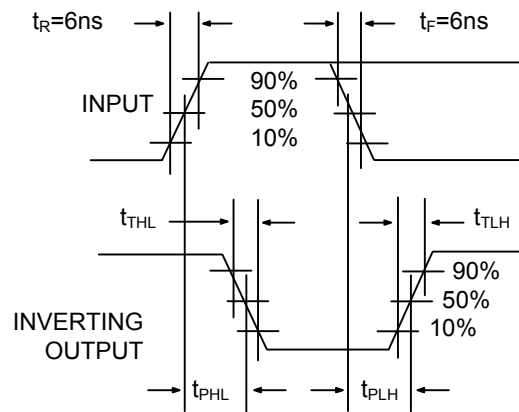 tR=6ns tF=6ns
INPUT
90%
50%
10%
tTHL tTLH
90%
50%
10%
INVERTING
OUTPUT
tPHL tPLH